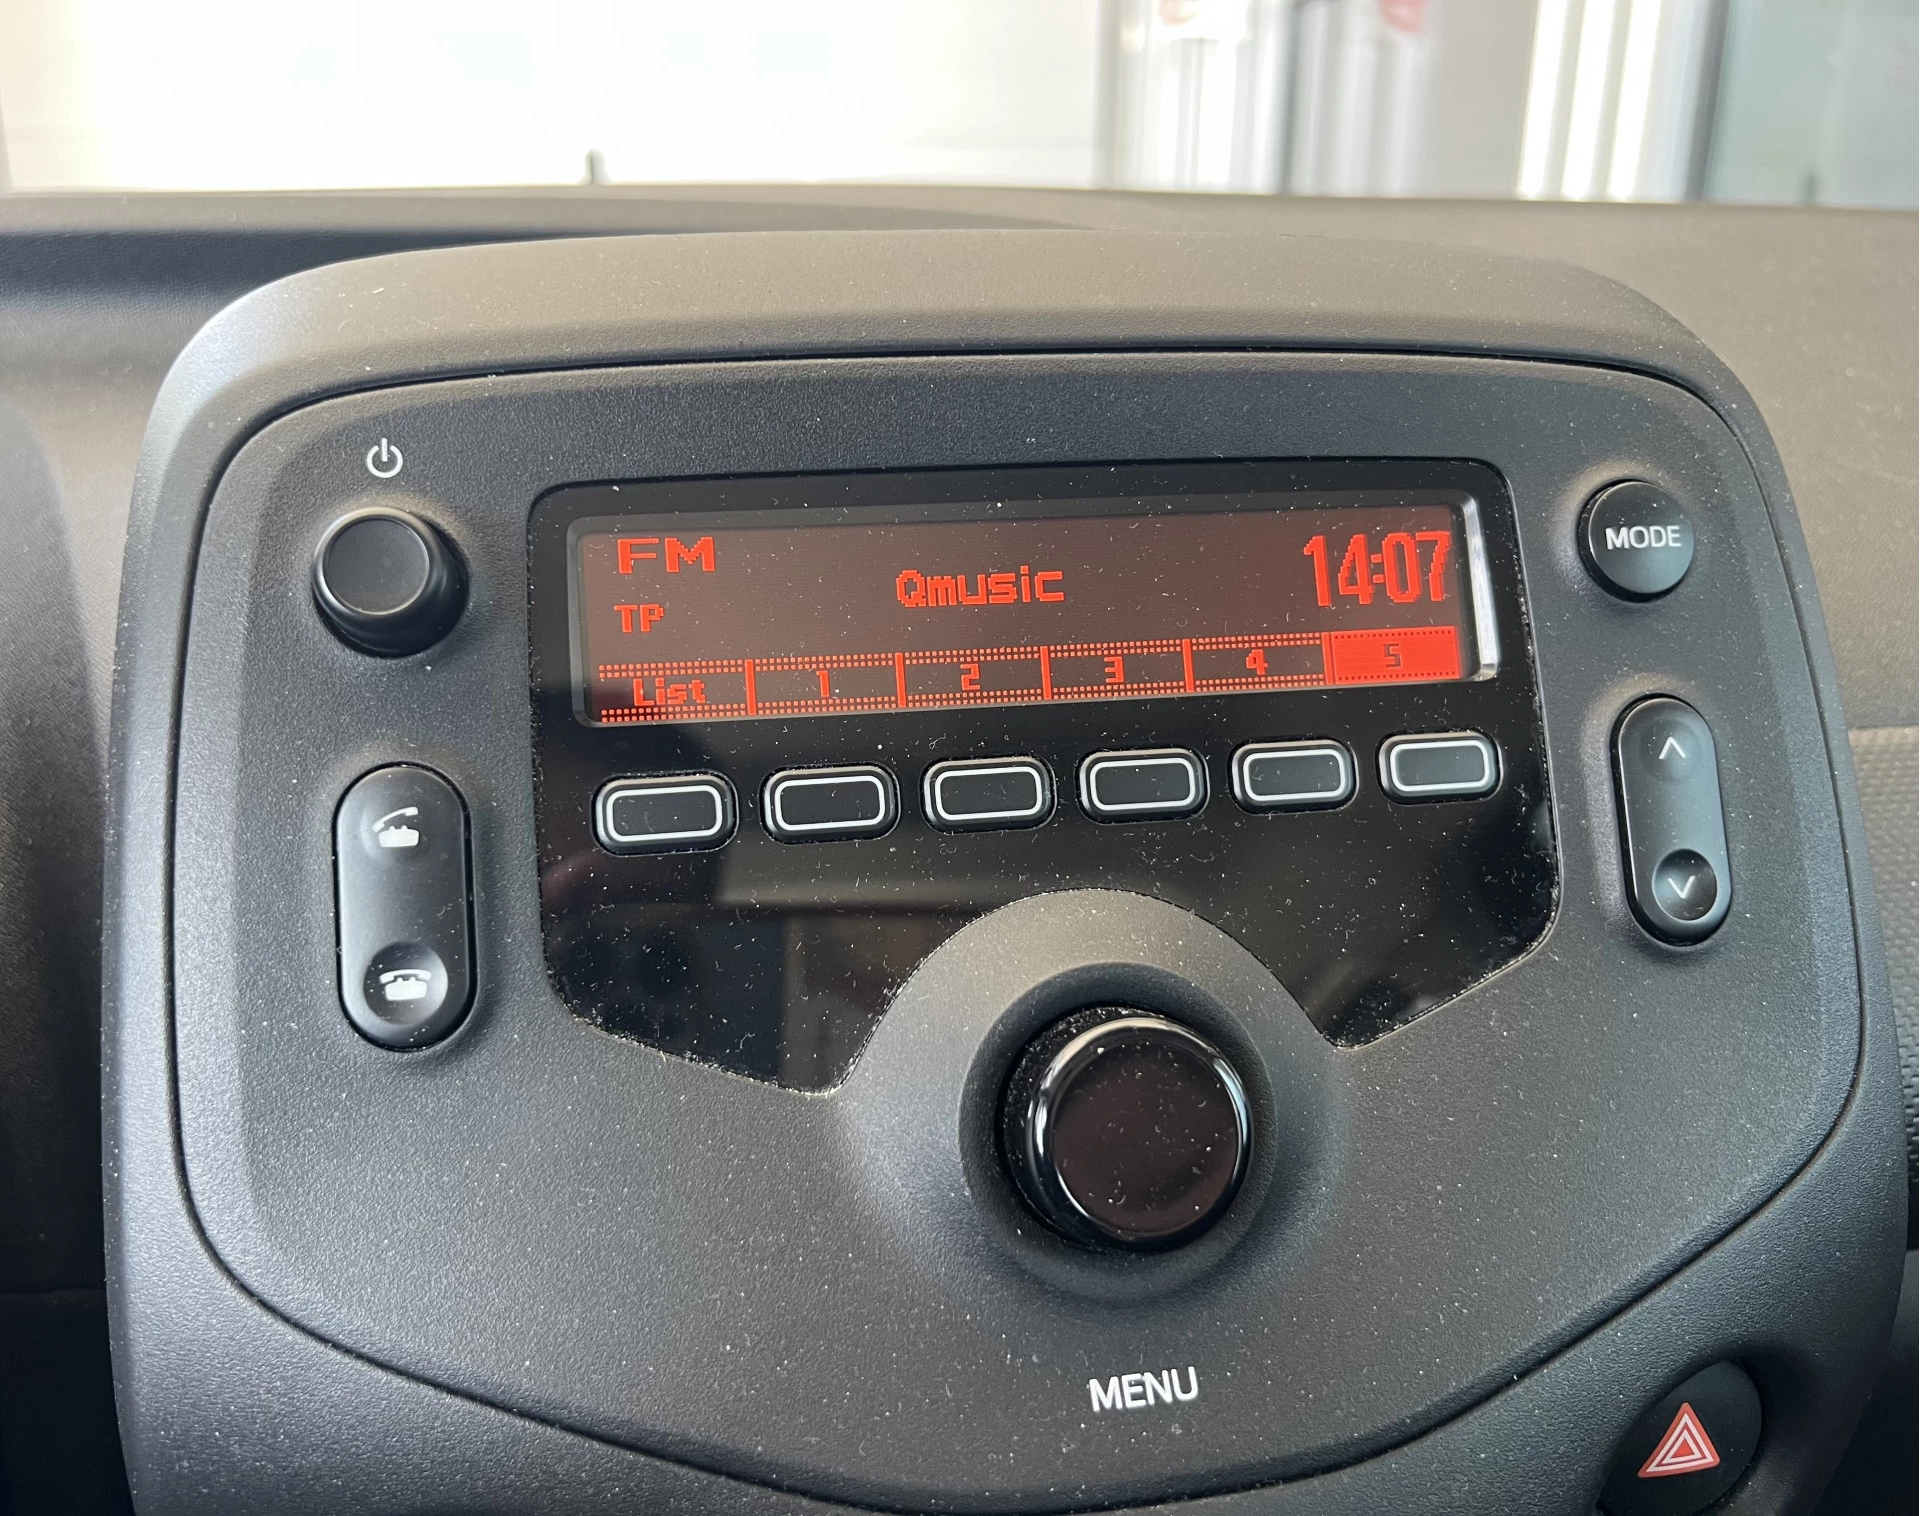 FM
Qmusic
14:07
TP
List 1 2 3 4 5
MODE
MENU